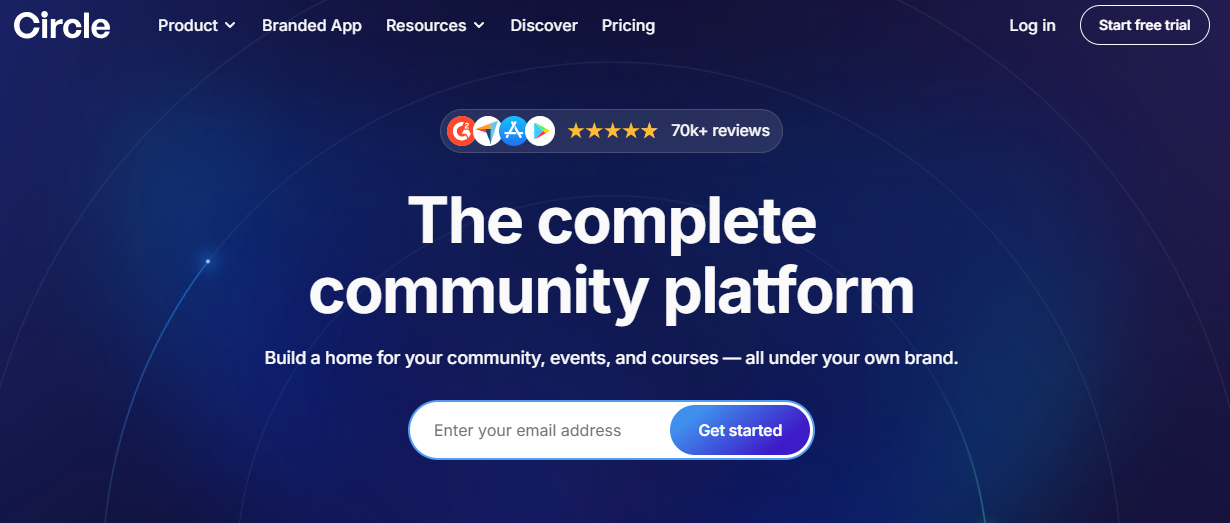 Circle
Product
Branded App
Resources
Discover
Pricing
Log in
Start free trial
70k+ reviews
The complete
community platform
Build a home for your community, events, and courses — all under your own brand.
Enter your email address
Get started